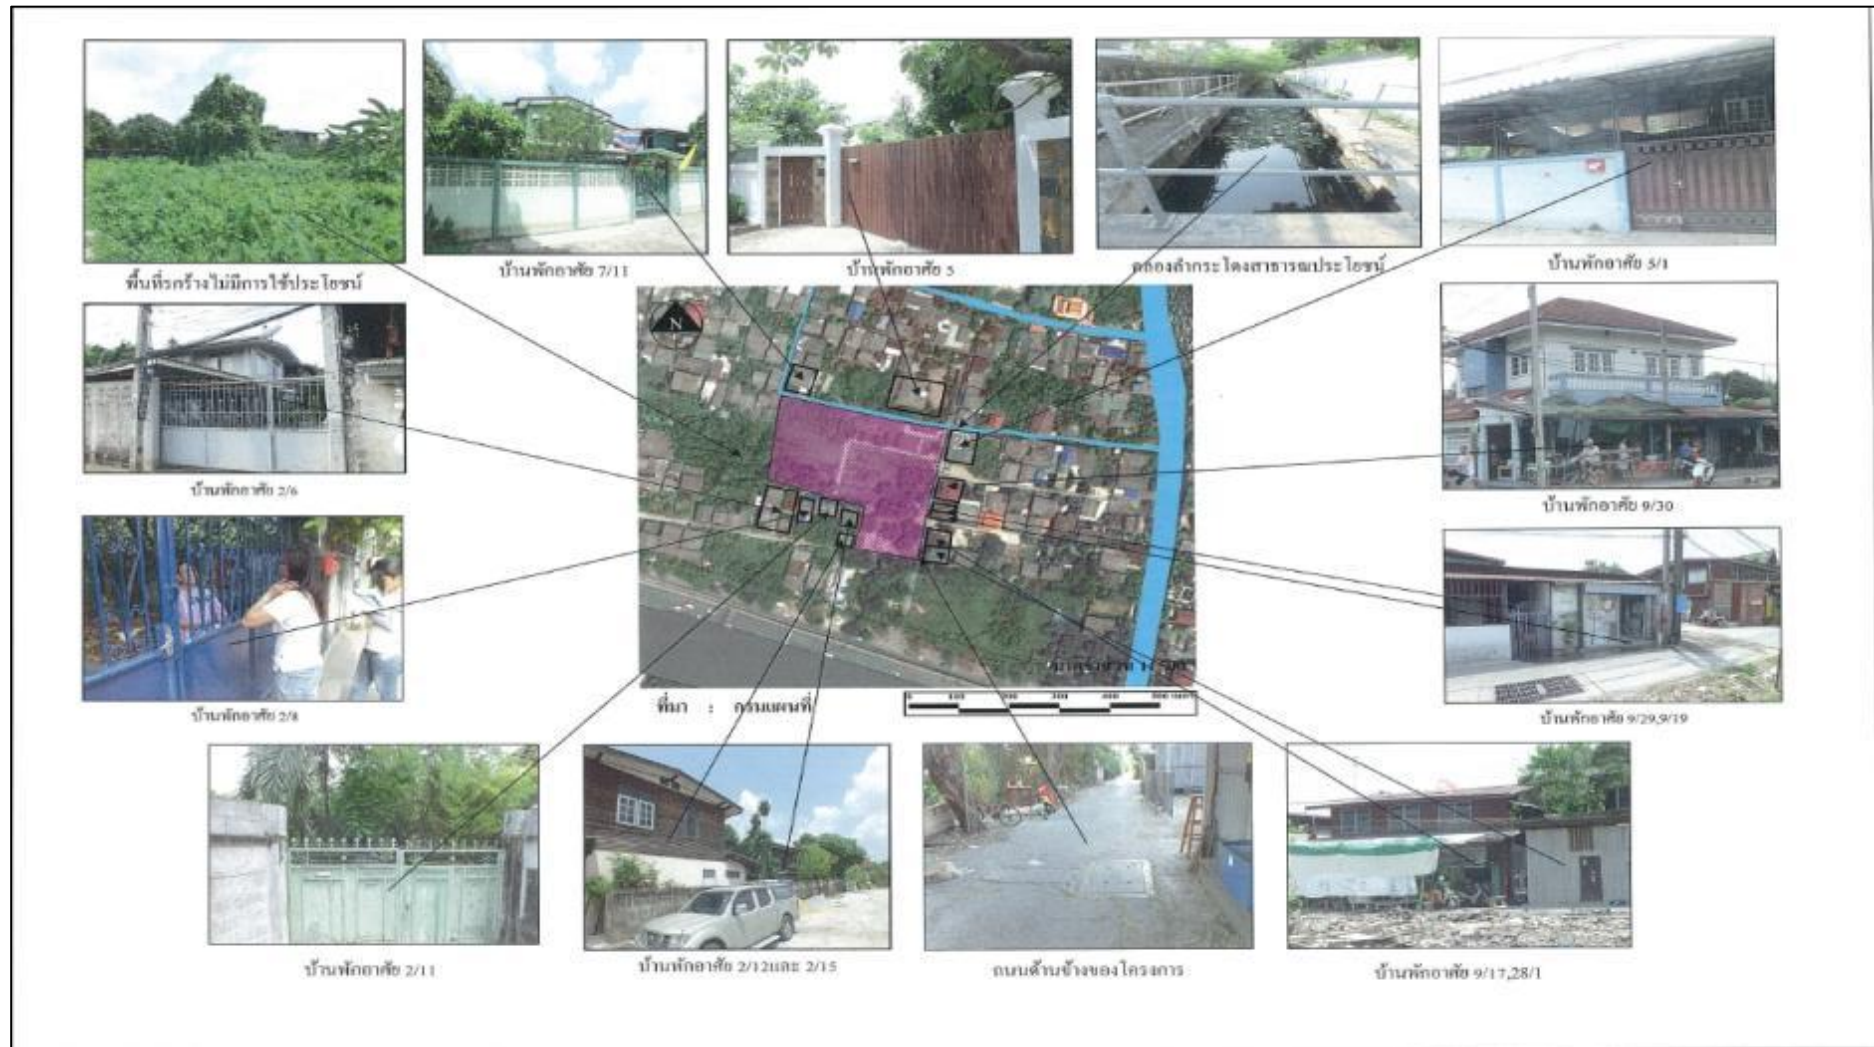 พื้นที่รกร้างไม่มีการใช้ประโยชน์
บ้านพักอาศัย 7/11
บ้านพักอาศัย 5
คลองลำกระโดงสาธารณประโยชน์
บ้านพักอาศัย 5/1
N
บ้านพักอาศัย 2/6
บ้านพักอาศัย 9/30
บ้านพักอาศัย 2/8
ที่มา : กรมแผนที่
0 100 200 300 400 500
บ้านพักอาศัย 9/29,9/19
บ้านพักอาศัย 2/11
บ้านพักอาศัย 2/12และ 2/15
ถนนด้านข้างของโครงการ
บ้านพักอาศัย 9/17,28/1